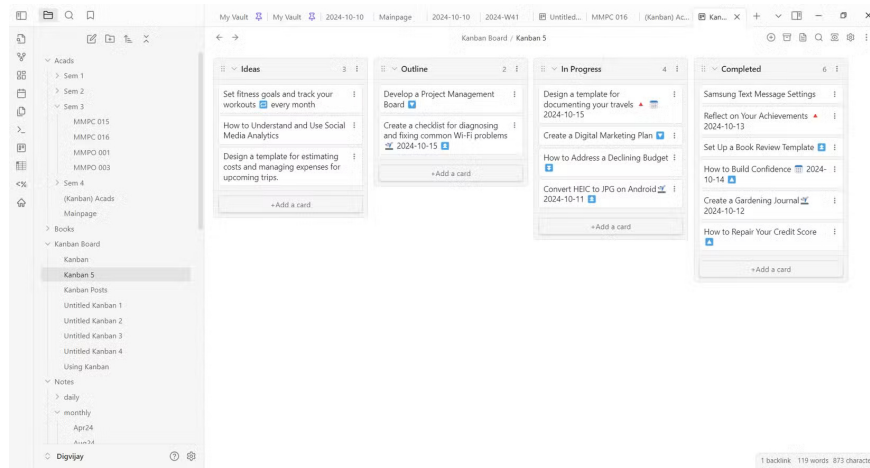 My Vault
My Vault
2024-10-10
Mainpage
2024-10-10
2024-W41
Untitled...
MMPC 016
(Kanban) Ac...
Kan...
Kanban Board / Kanban 5
Acads
Sem 1
Sem 2
Sem 3
MMPC 015
MMPC 016
MMPO 001
MMPO 003
Sem 4
(Kanban) Acads
Mainpage
Books
Kanban Board
Kanban
Kanban 5
Kanban Posts
Untitled Kanban 1
Untitled Kanban 2
Untitled Kanban 3
Untitled Kanban 4
Using Kanban
Notes
daily
monthly
Apr24
Aug24
Digvijay
Ideas 3
Set fitness goals and track your
workouts every month
How to Understand and Use Social
Media Analytics
Design a template for estimating
costs and managing expenses for
upcoming trips.
+Add a card
Outline 2
Develop a Project Management
Board
Create a checklist for diagnosing
and fixing common Wi-Fi problems
2024-10-15
+Add a card
In Progress 4
Design a template for
documenting your travels
2024-10-15
Create a Digital Marketing Plan
How to Address a Declining Budget
Convert HEIC to JPG on Android
2024-10-11
+Add a card
Completed 6
Samsung Text Message Settings
Reflect on Your Achievements
2024-10-13
Set Up a Book Review Template
How to Build Confidence 2024-
10-14
Create a Gardening Journal
2024-10-12
How to Repair Your Credit Score
+Add a card
1 backlink 119 words 873 characte